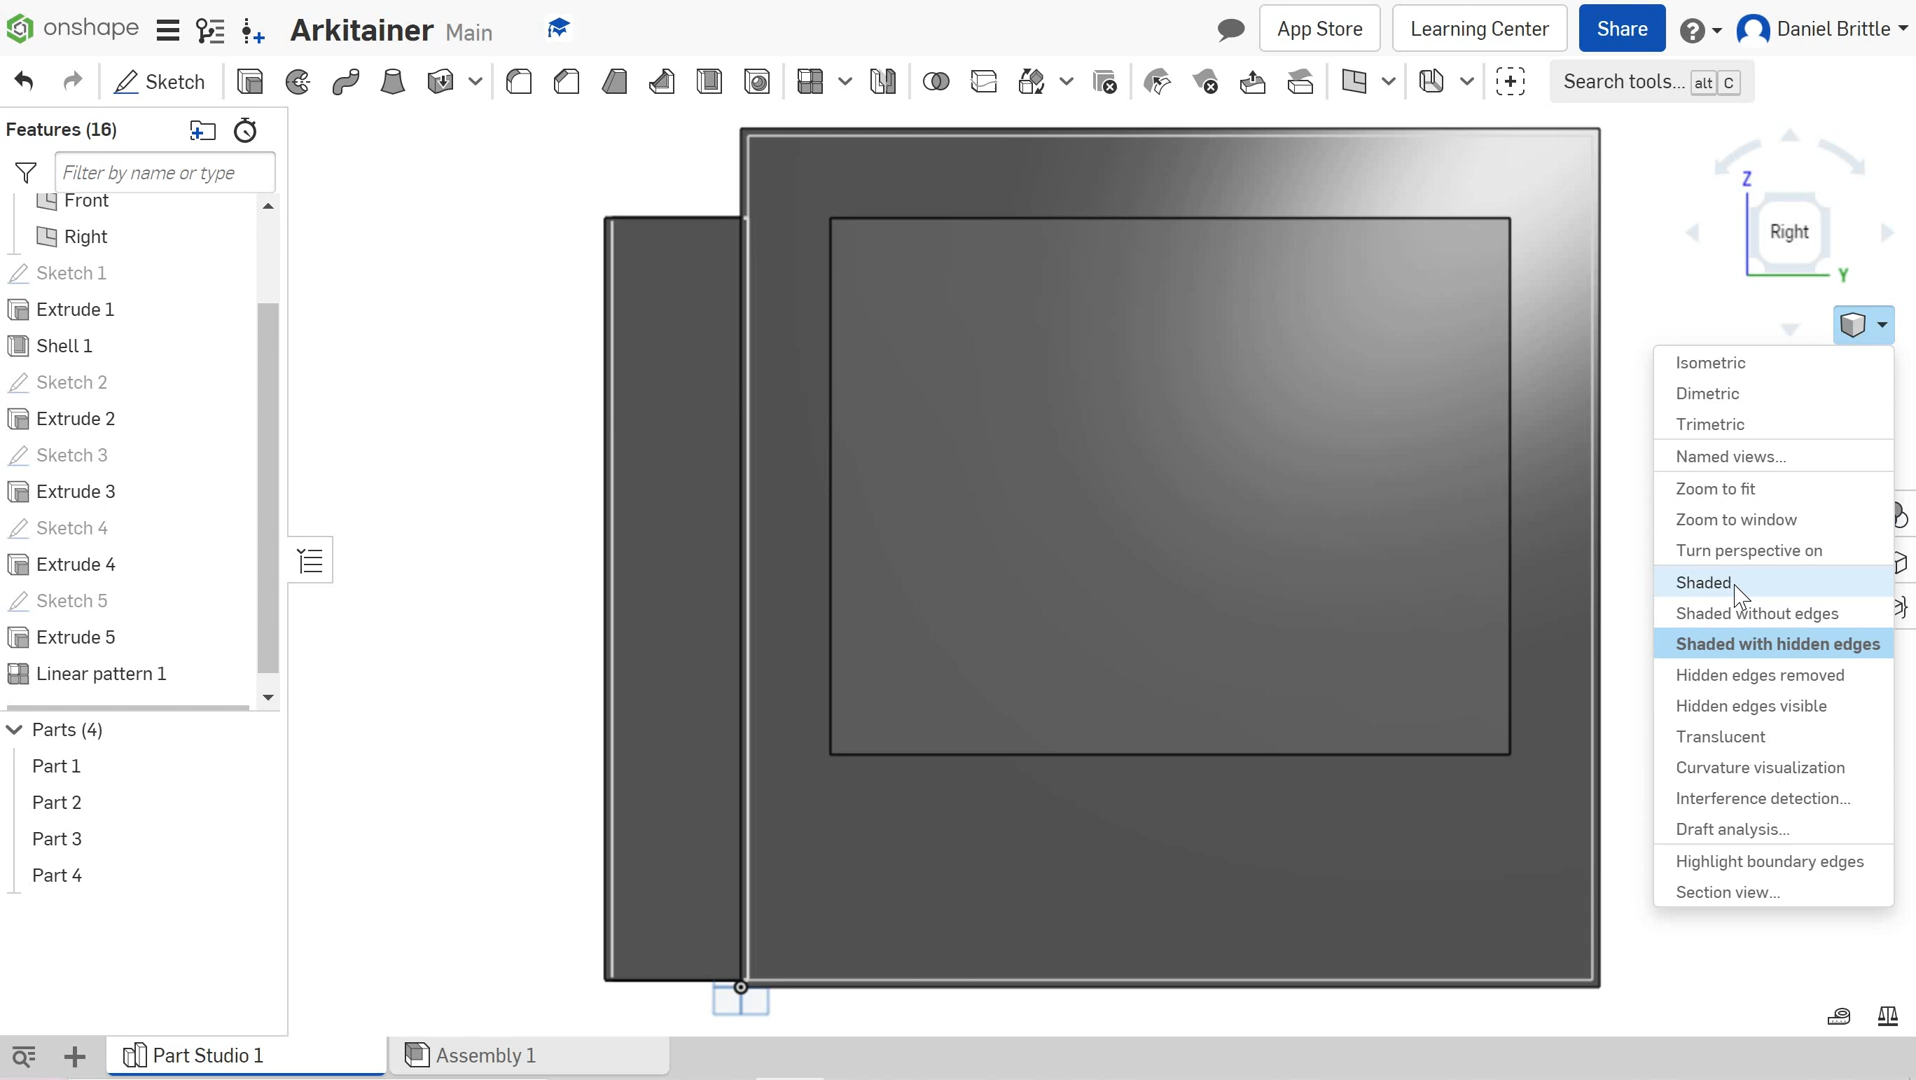 onshape
Arkitainer Main
App Store
Learning Center
Share
Daniel Brittle
Sketch
Search tools... alt C
Features (16)
Filter by name or type
Front
Right
Sketch 1
Extrude 1
Shell 1
Sketch 2
Extrude 2
Sketch 3
Extrude 3
Sketch 4
Extrude 4
Sketch 5
Extrude 5
Linear pattern 1
Parts (4)
Part 1
Part 2
Part 3
Part 4
Z
Right
Y
Isometric
Dimetric
Trimetric
Named views...
Zoom to fit
Zoom to window
Turn perspective on
Shaded
Shaded without edges
Shaded with hidden edges
Hidden edges removed
Hidden edges visible
Translucent
Curvature visualization
Interference detection...
Draft analysis...
Highlight boundary edges
Section view...
Part Studio 1
Assembly 1